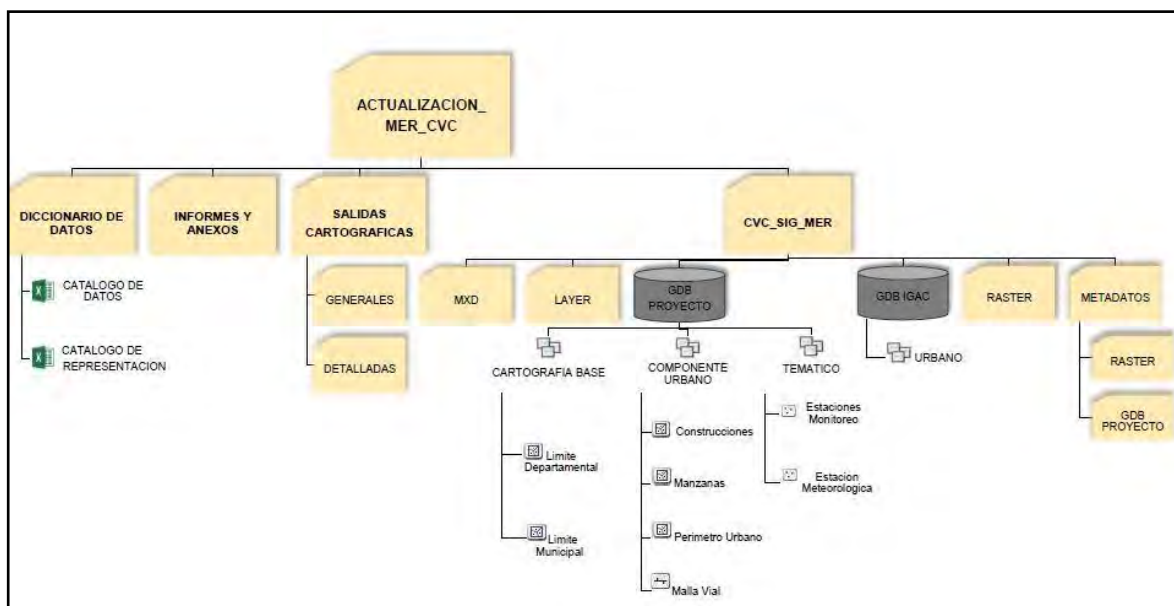 ACTUALIZACION_
MER_CVC
DICCIONARIO DE
DATOS
INFORMES Y
ANEXOS
SALIDAS
CARTOGRAFICAS
CVC_SIG_MER
CATALOGO DE
DATOS
CATALOGO DE
REPRESENTACION
GENERALES
DETALLADAS
MXD
LAYER
GDB
PROYECTO
GDB IGAC
RASTER
METADATOS
CARTOGRAFIA BASE
COMPONENTE
URBANO
TEMATICO
URBANO
RASTER
GDB
PROYECTO
Limite
Departamental
Limite
Municipal
Construcciones
Manzanas
Perimetro Urbano
Malla Vial
Estaciones
Monitoreo
Estacion
Meteorologica